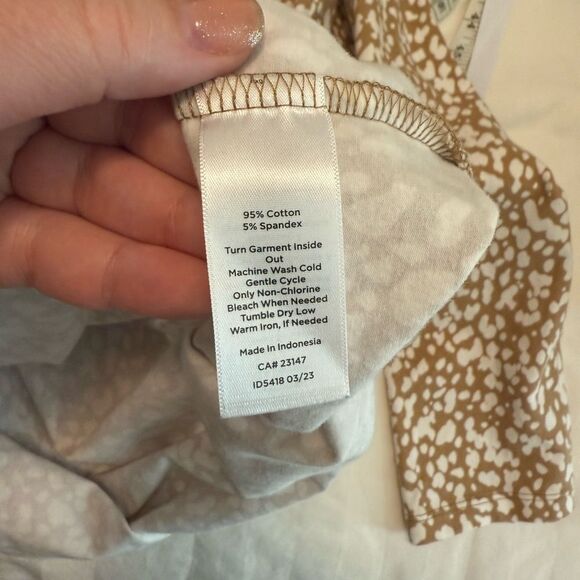 95% Cotton
5% Spandex
Turn Garment Inside
Out
Machine Wash Cold
Gentle Cycle
Only Non-Chlorine
Bleach When Needed
Tumble Dry Low
Warm Iron, If Needed
Made in Indonesia
CA# 23147
ID5418 03/23